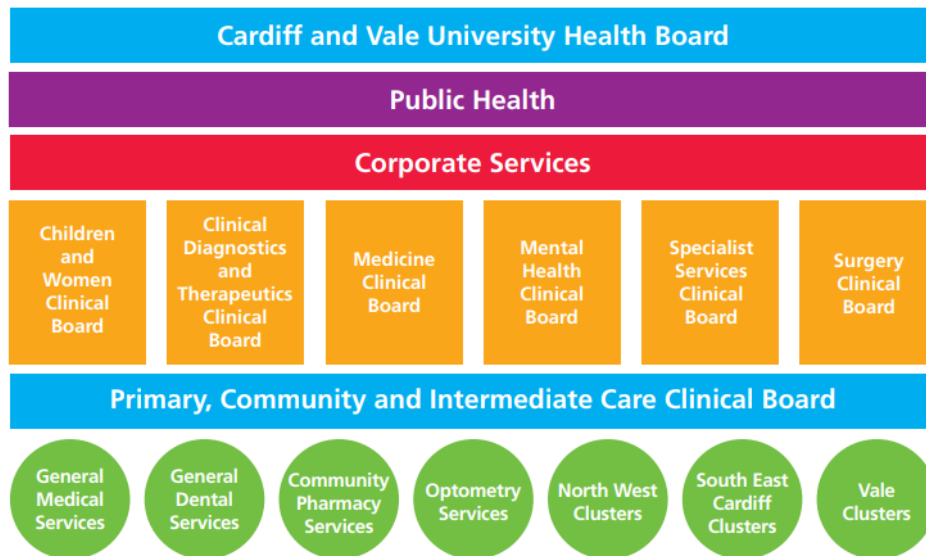 Cardiff and Vale University Health Board
Public Health
Corporate Services
Children
and
Women
Clinical
Board
Clinical
Diagnostics
and
Therapeutics
Clinical
Board
Medicine
Clinical
Board
Mental
Health
Clinical
Board
Specialist
Services
Clinical
Board
Surgery
Clinical
Board
Primary, Community and Intermediate Care Clinical Board
General
Medical
Services
General
Dental
Services
Community
Pharmacy
Services
Optometry
Services
North West
Clusters
South East
Cardiff
Clusters
Vale
Clusters